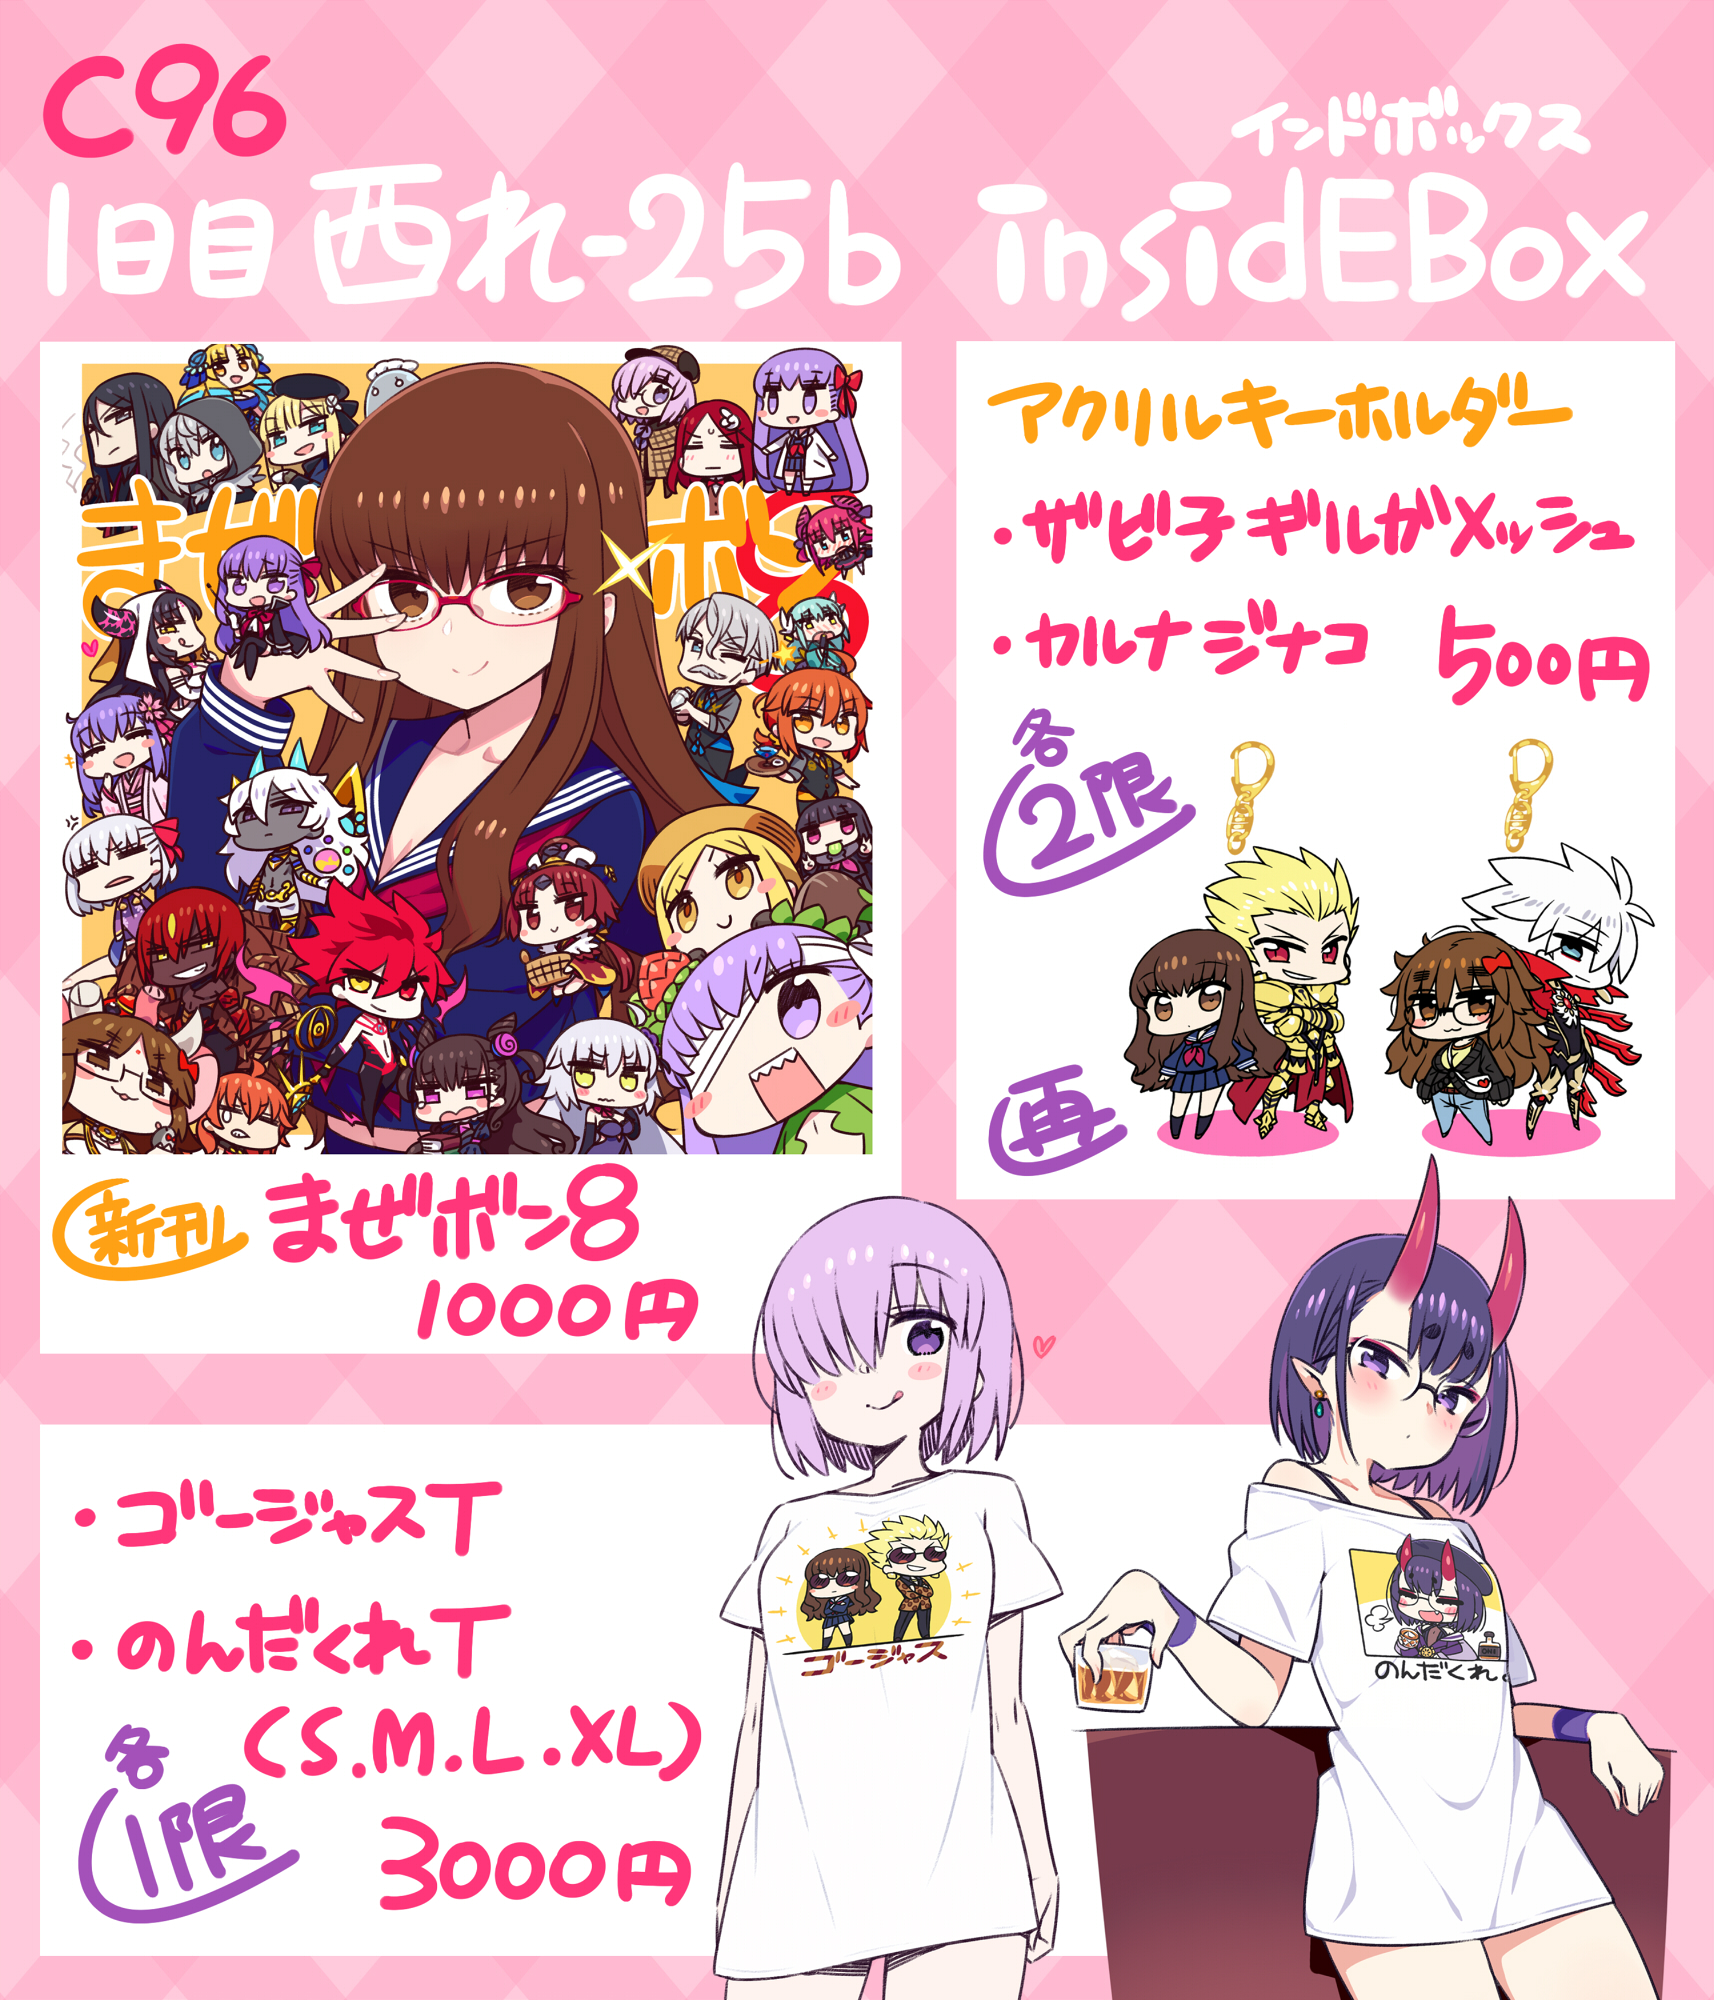 C96
1日目 西れ-25b
インドボックス
insidEBox
まぜ
ボ
8
新刊
まぜボン8
1000円
アクリルキーホルダー
・ザビ子 ギルガメッシュ
・カルナ ジナコ 500円
各
2限
再
・ゴージャスT
・のんだくれT
(S.M.L.XL)
各
1限
3000円
ゴージャス
のんだくれ。